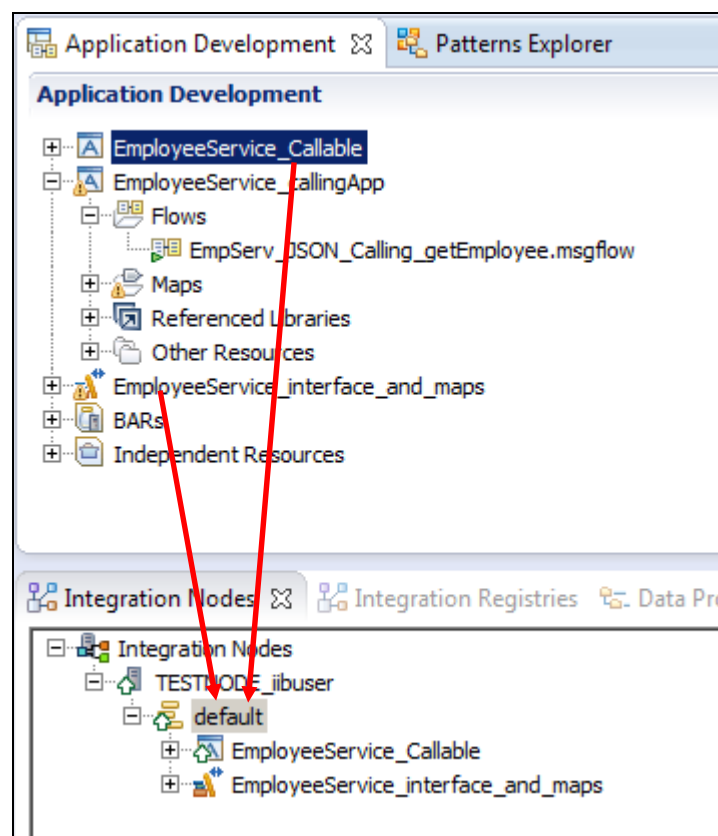 Application Development Patterns Explorer
Application Development
EmployeeService_Callable
EmployeeService_callingApp
Flows
EmpServ_JSON_Calling_getEmployee.msgflow
Maps
Referenced Libraries
Other Resources
EmployeeService_interface_and_maps
BARs
Independent Resources
Integration Nodes Integration Registries Data Pr
Integration Nodes
TESTNODE_iibuser
default
EmployeeService_Callable
EmployeeService_interface_and_maps